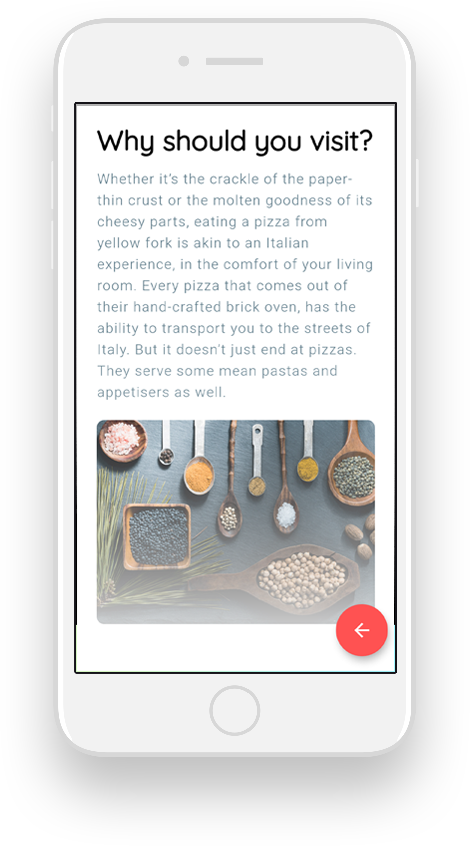 Why should you visit?
Whether it's the crackle of the paper-
thin crust or the molten goodness of its
cheesy parts, eating a pizza from
yellow fork is akin to an Italian
experience, in the comfort of your living
room. Every pizza that comes out of
their hand-crafted brick oven, has the
ability to transport you to the streets of
Italy. But it doesn't just end at pizzas.
They serve some mean pastas and
appetisers as well.